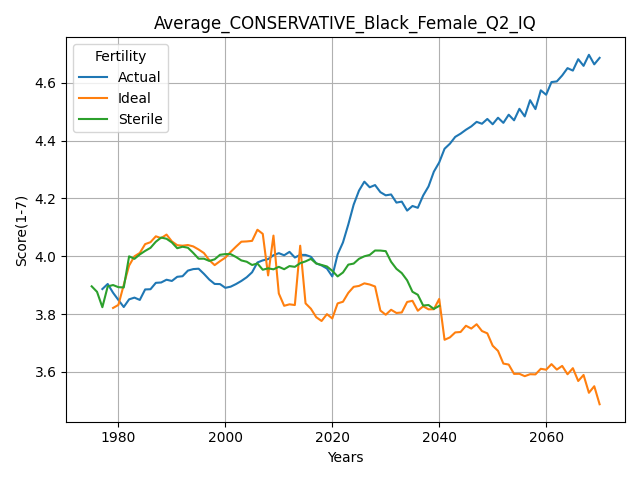 Average_CONSERVATIVE_Black_Female_Q2_IQ
Fertility
Actual
Ideal
Sterile
Score(1-7)
4.6
4.4
4.2
4.0
3.8
3.6
1980 2000 2020 2040 2060
Years